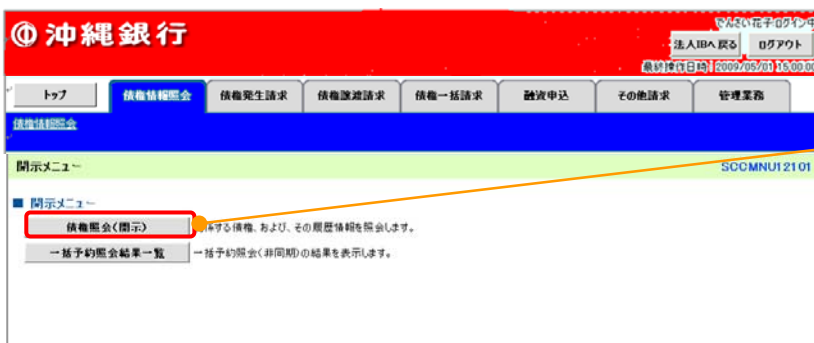 沖縄銀行
でんさい花子ログイン中
法人IBへ戻る ログアウト
最終操作日時 2009/05/01 15:00:00
トップ 債権情報照会 債権発生請求 債権譲渡請求 債権一括請求 融資申込 その他請求 管理業務
債権情報照会
開示メニュー SCCMNU12101
■ 開示メニュー
債権照会(開示) する債権、および、その履歴情報を照会します。
一括予約照会結果一覧 一括予約照会(非同期)の結果を表示します。